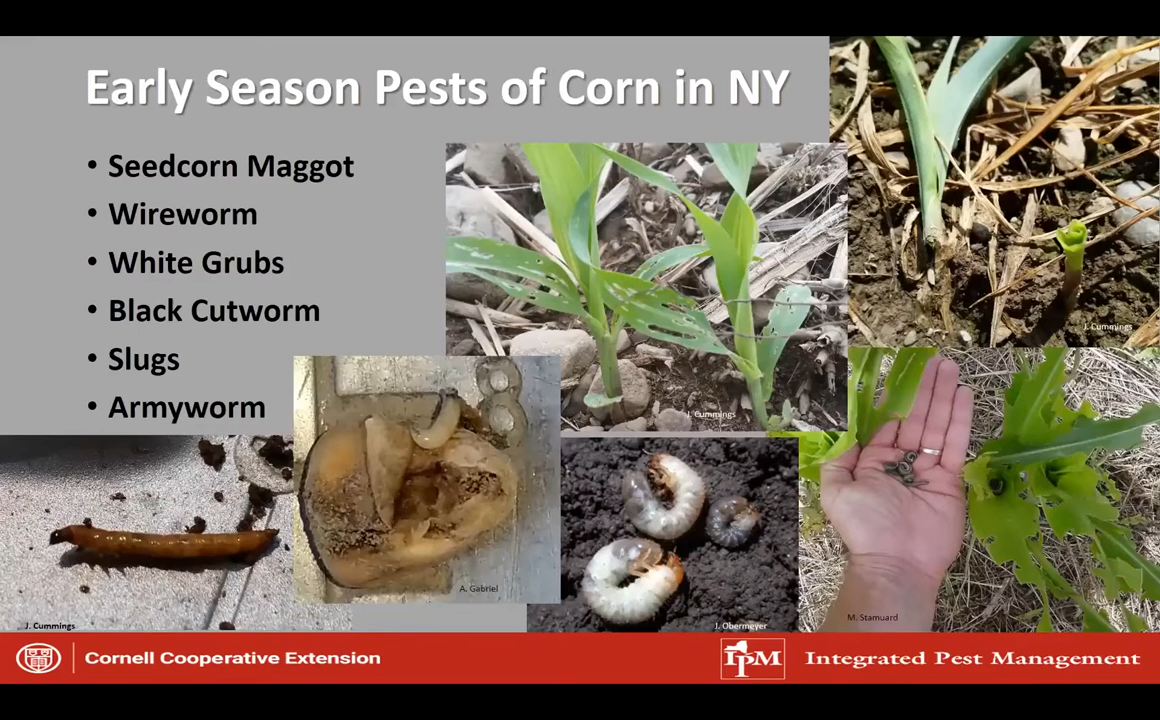 Early Season Pests of Corn in NY
• Seedcorn Maggot
• Wireworm
• White Grubs
• Black Cutworm
• Slugs
• Armyworm
J. Cummings
J. Cummings
A. Gabriel
J. Cummings
J. Obermeyer
M. Stamuard
Cornell Cooperative Extension
IPM
Integrated Pest Management